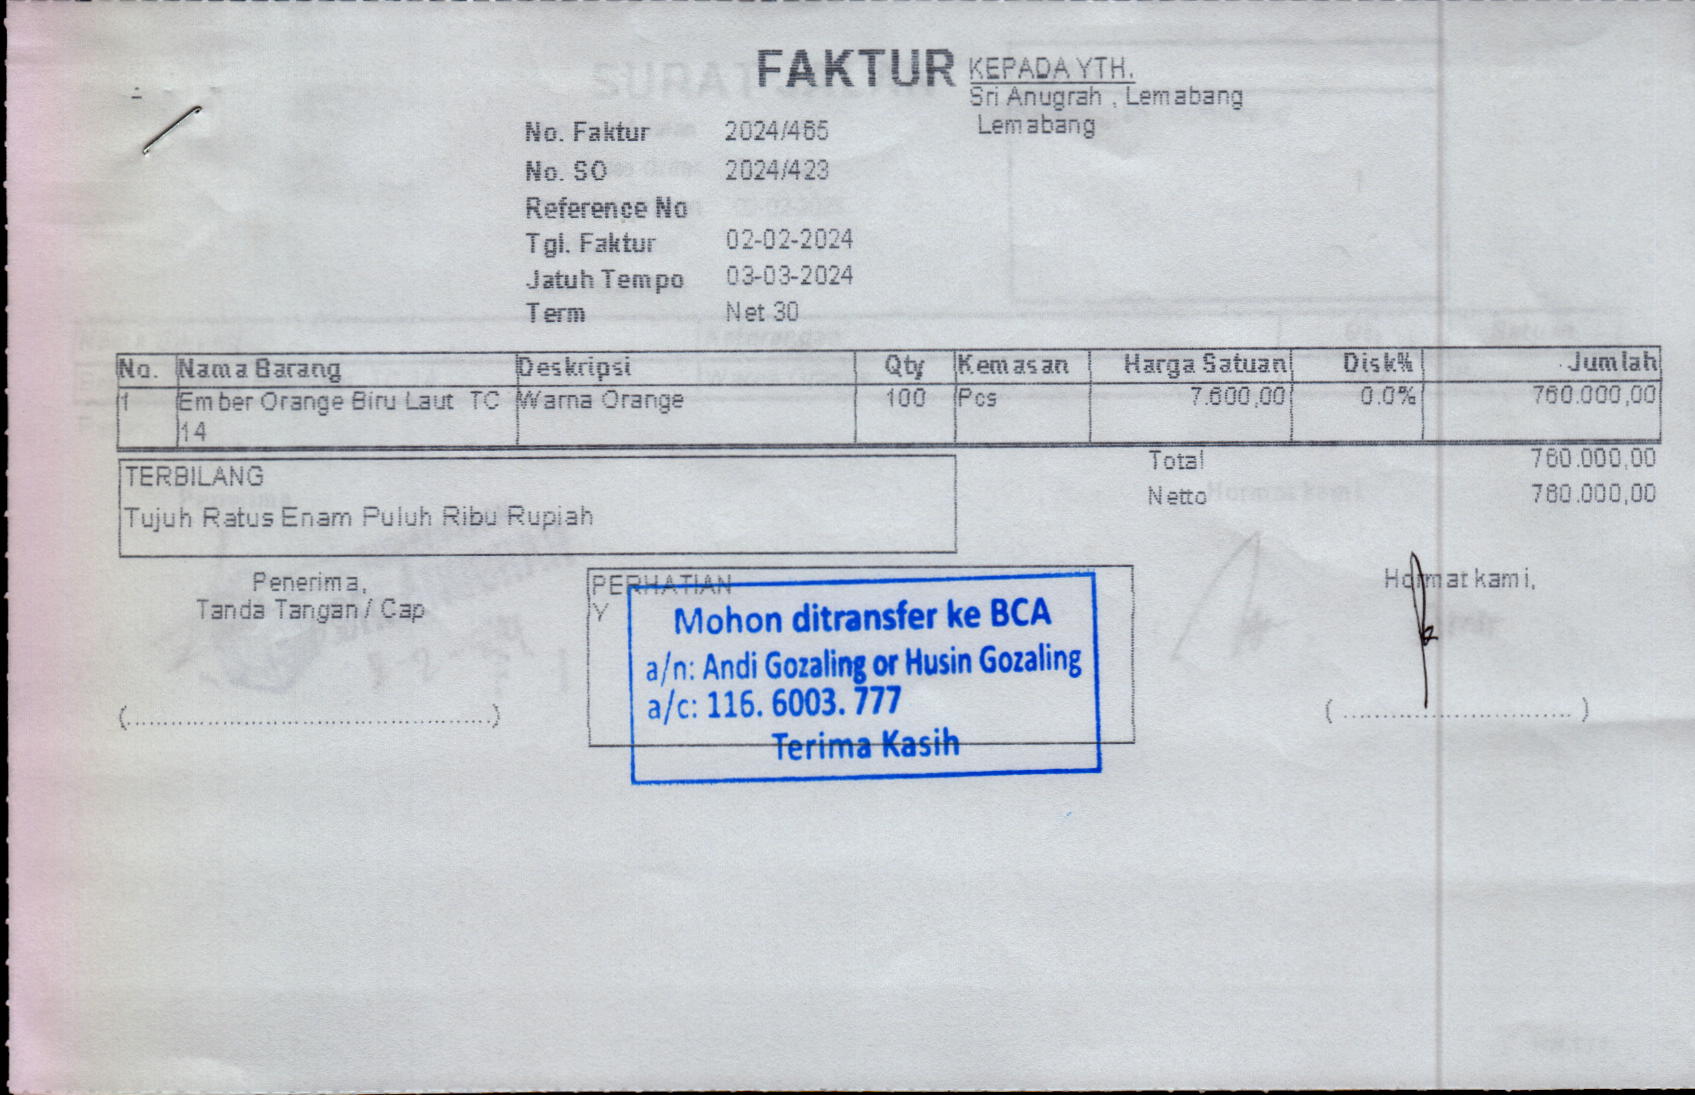 FAKTUR
KEPADA YTH.
Sri Anugrah , Lemabang
Lemabang
No. Faktur 2024/465
No. SO 2024/423
Reference No
Tgl. Faktur 02-02-2024
Jatuh Tempo 03-03-2024
Term Net 30
No. Nama Barang Deskripsi Qty Kemasan Harga Satuan Disk% Jumlah
1 Ember Orange Biru Laut TC Warna Orange 100 Pcs 7.600,00 0.0% 760.000,00
14
Total 760.000,00
Netto 760.000,00
TERBILANG
Tujuh Ratus Enam Puluh Ribu Rupiah
Penerima,
Tanda Tangan / Cap
(............................................)
PERHATIAN
Y
Mohon ditransfer ke BCA
a/n: Andi Gozaling or Husin Gozaling
a/c: 116. 6003. 777
Terima Kasih
Hormat kami,
( ............................ )